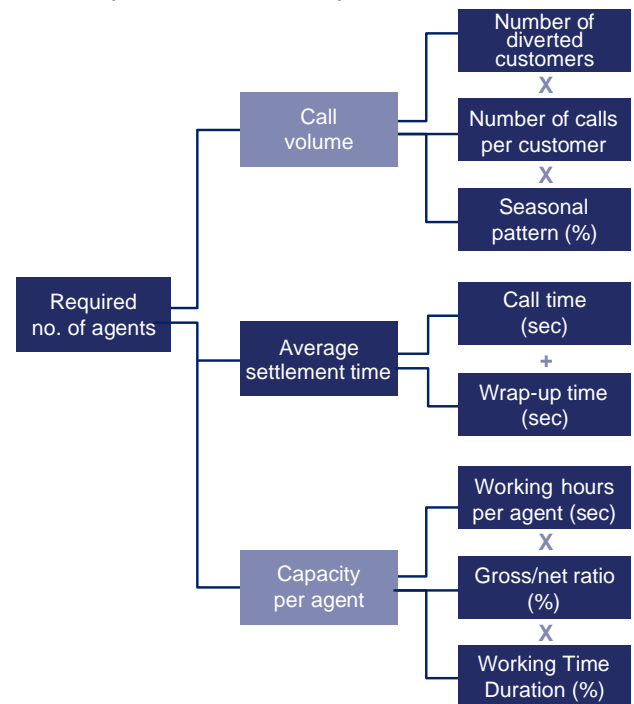 Number of
diverted
customers
X
Call
volume
Number of calls
per customer
X
Seasonal
pattern (%)
Required
no. of agents
Call time
(sec)
Average
settlement time
+
Wrap-up time
(sec)
Working hours
per agent (sec)
X
Capacity
per agent
Gross/net ratio
(%)
X
Working Time
Duration (%)